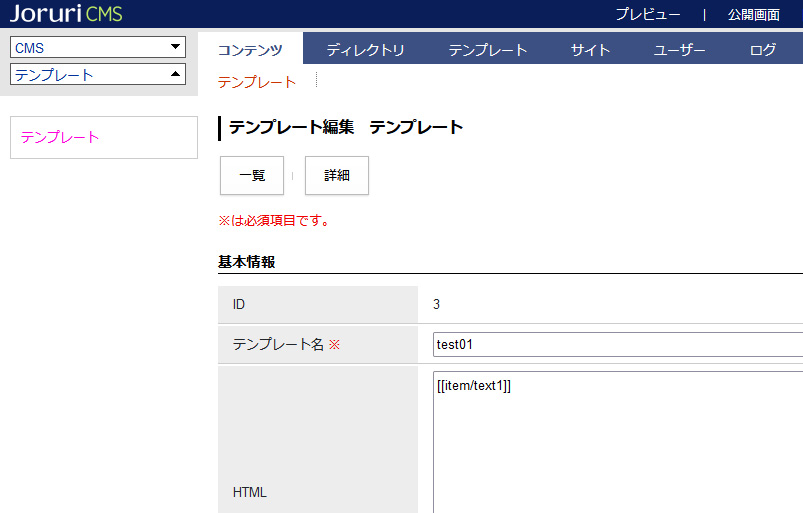 Joruri CMS
プレビュー | 公開画面
CMS
テンプレート
コンテンツ ディレクトリ テンプレート サイト ユーザー ログ
テンプレート
テンプレート
テンプレート編集　テンプレート
一覧 詳細
※は必須項目です。
基本情報
ID 3
テンプレート名 ※ test01
[[item/text1]]
HTML